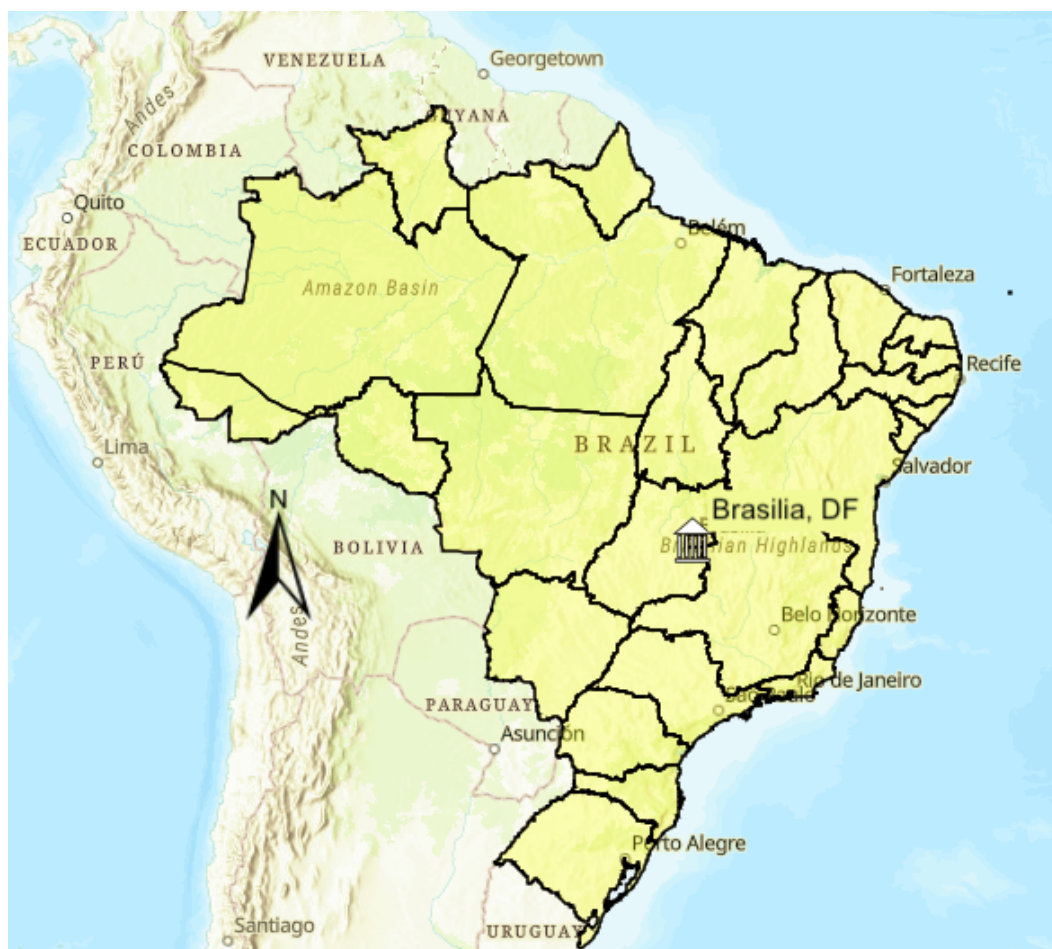 VENEZUELA
Georgetown
Andes
GUYANA
COLOMBIA
Quito
ECUADOR
Belém
Fortaleza
Amazon Basin
PERÚ
Recife
BRAZIL
Lima
Salvador
N
Brasilia, DF
BOLIVIA
Highlands
Belo Horizonte
Andes
Rio de Janeiro
São Paulo
PARAGUAY
Asunción
Porto Alegre
Santiago
URUGUAY